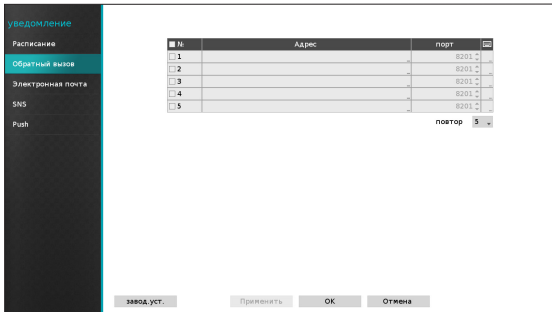 уведомление
Расписание
Обратный вызов
Электронная почта
SNS
Push
№ Адрес порт
1 8201
2 8201
3 8201
4 8201
5 8201
повтор 5
завод.уст. Применить OK Отмена